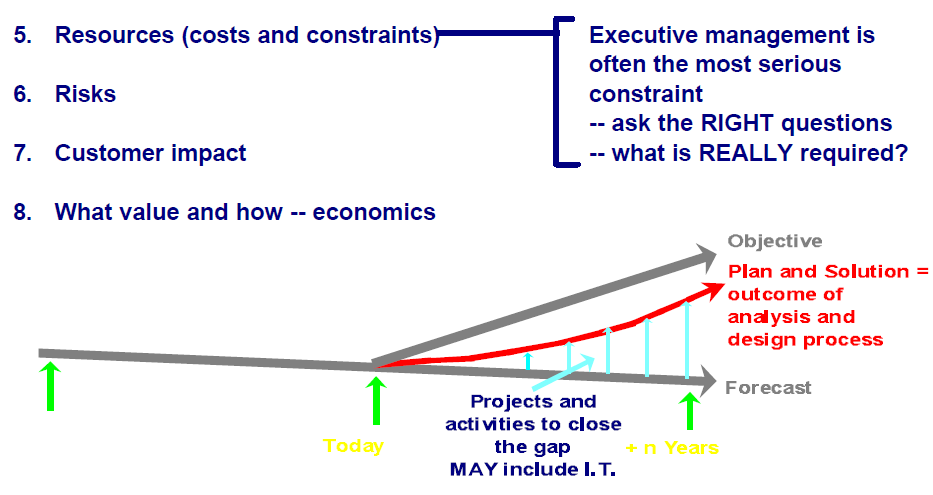 5. Resources (costs and constraints)
Executive management is
often the most serious
constraint
-- ask the RIGHT questions
-- what is REALLY required?
6. Risks
7. Customer impact
8. What value and how -- economics
Objective
Plan and Solution =
outcome of
analysis and
design process
Forecast
Projects and
activities to close
the gap
MAY include I.T.
Today
+ n Years